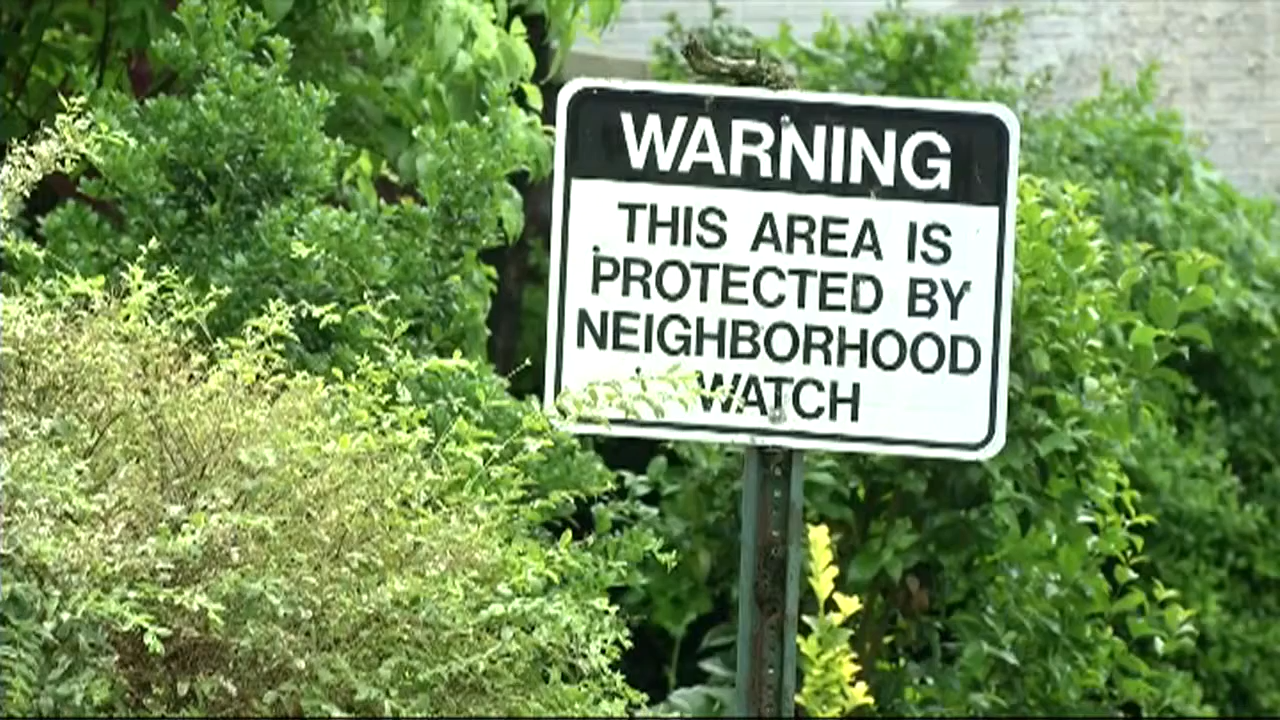 WARNING
THIS AREA IS
PROTECTED BY
NEIGHBORHOOD
WATCH